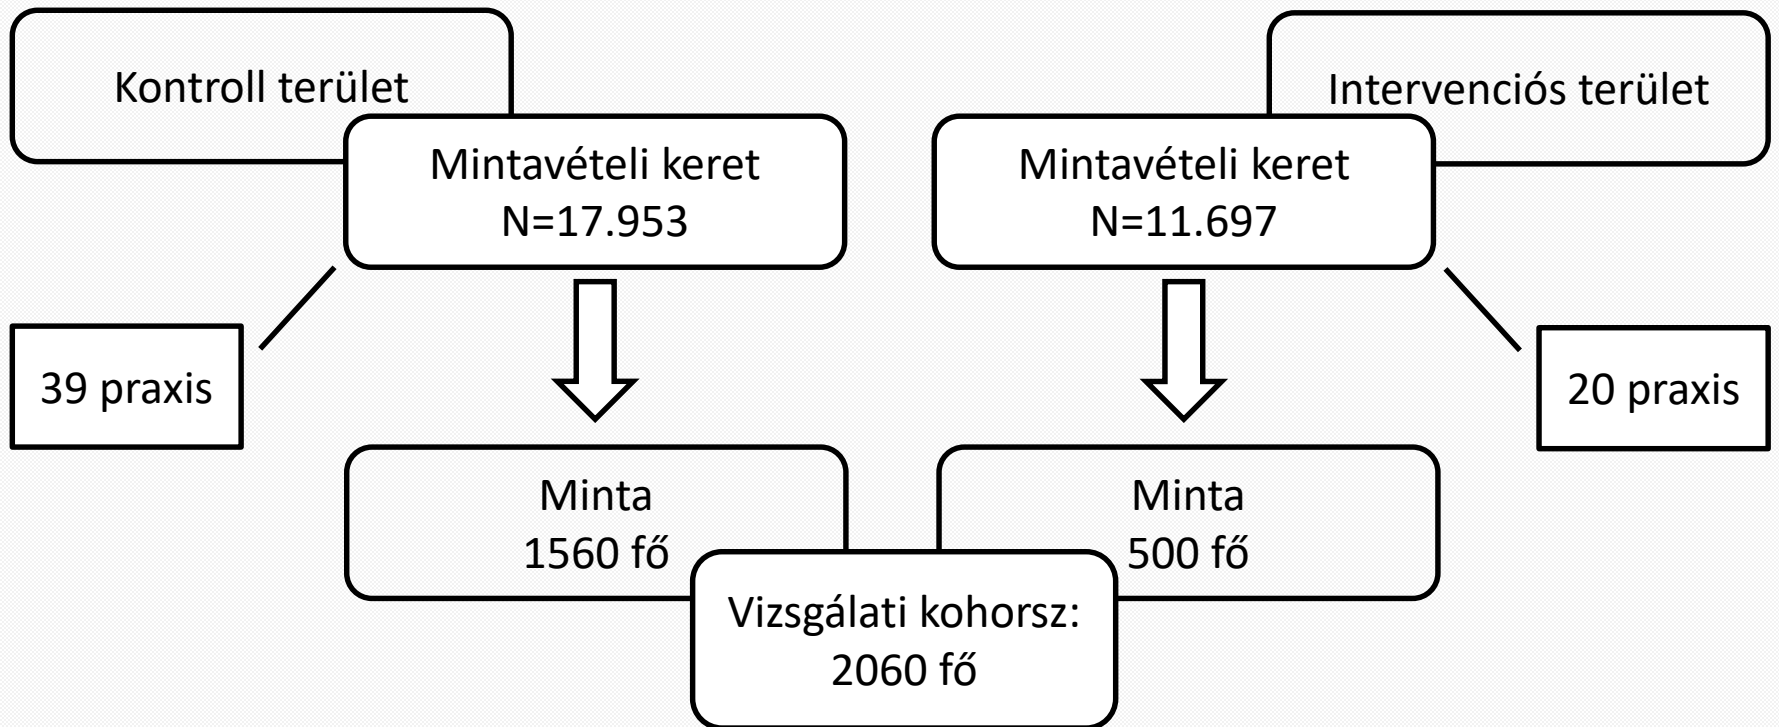 Kontroll terület
Intervenciós terület
Mintavételi keret
N=17.953
Mintavételi keret
N=11.697
39 praxis
20 praxis
Minta
1560 fő
Minta
500 fő
Vizsgálati kohorsz:
2060 fő